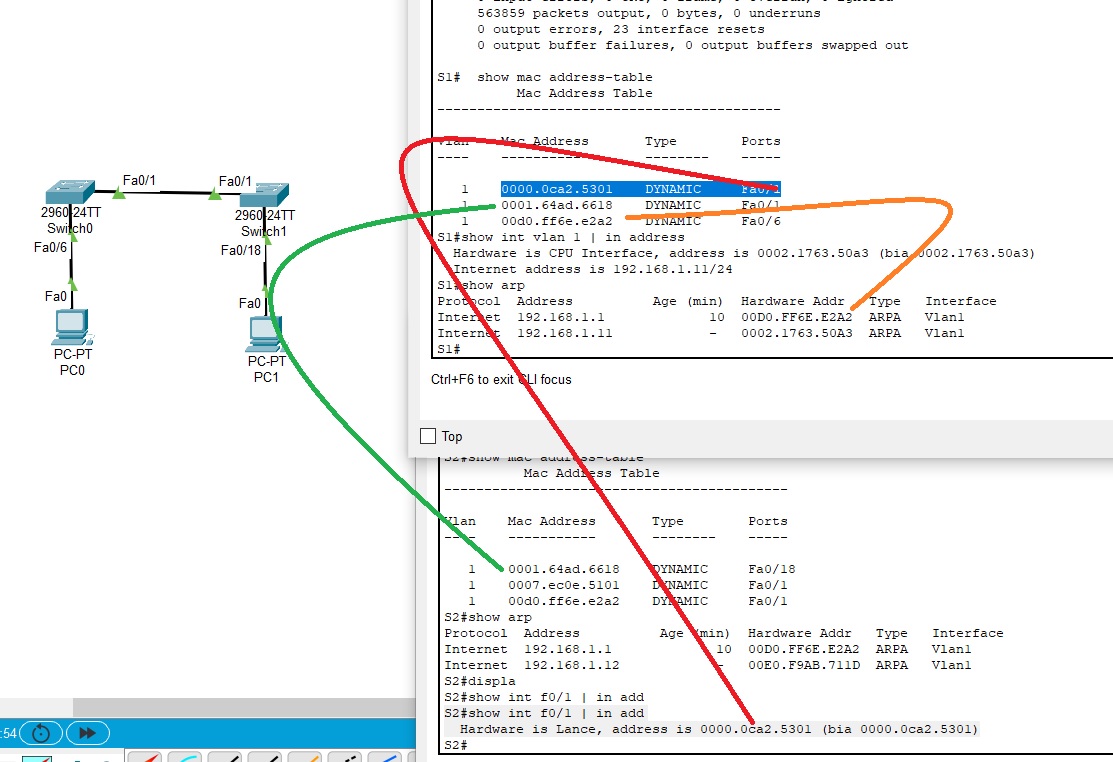 563859 packets output, 0 bytes, 0 underruns
0 output errors, 23 interface resets
0 output buffer failures, 0 output buffers swapped out
S1#  show mac address-table
Mac Address Table
-------------------------------------------
Vlan    Mac Address       Type        Ports
----    -----------       --------    -----
1    0000.0ca2.5301    DYNAMIC     Fa0/1
1    0001.64ad.6618    DYNAMIC     Fa0/1
1    00d0.ff6e.e2a2    DYNAMIC     Fa0/6
S1#show int vlan 1 | in address
Hardware is CPU Interface, address is 0002.1763.50a3 (bia 0002.1763.50a3)
Internet address is 192.168.1.11/24
S1#show arp
Protocol  Address          Age (min)  Hardware Addr   Type   Interface
Internet  192.168.1.1             10  00D0.FF6E.E2A2  ARPA   Vlan1
Internet  192.168.1.11            -   0002.1763.50A3  ARPA   Vlan1
S1#
Ctrl+F6 to exit CLI focus
Top
S2#show mac address-table
Mac Address Table
-------------------------------------------
Vlan    Mac Address       Type        Ports
----    -----------       --------    -----
1    0001.64ad.6618    DYNAMIC     Fa0/18
1    0007.ec0e.5101    DYNAMIC     Fa0/1
1    00d0.ff6e.e2a2    DYNAMIC     Fa0/1
S2#show arp
Protocol  Address          Age (min)  Hardware Addr   Type   Interface
Internet  192.168.1.1             10  00D0.FF6E.E2A2  ARPA   Vlan1
Internet  192.168.1.12            -   00E0.F9AB.711D  ARPA   Vlan1
S2#displa
S2#show int f0/1 | in add
S2#show int f0/1 | in add
Hardware is Lance, address is 0000.0ca2.5301 (bia 0000.0ca2.5301)
S2#
Fa0/1
Fa0/1
2960-24TT
Switch0
2960-24TT
Switch1
Fa0/6
Fa0/18
Fa0
Fa0
PC-PT
PC0
PC-PT
PC1
:54